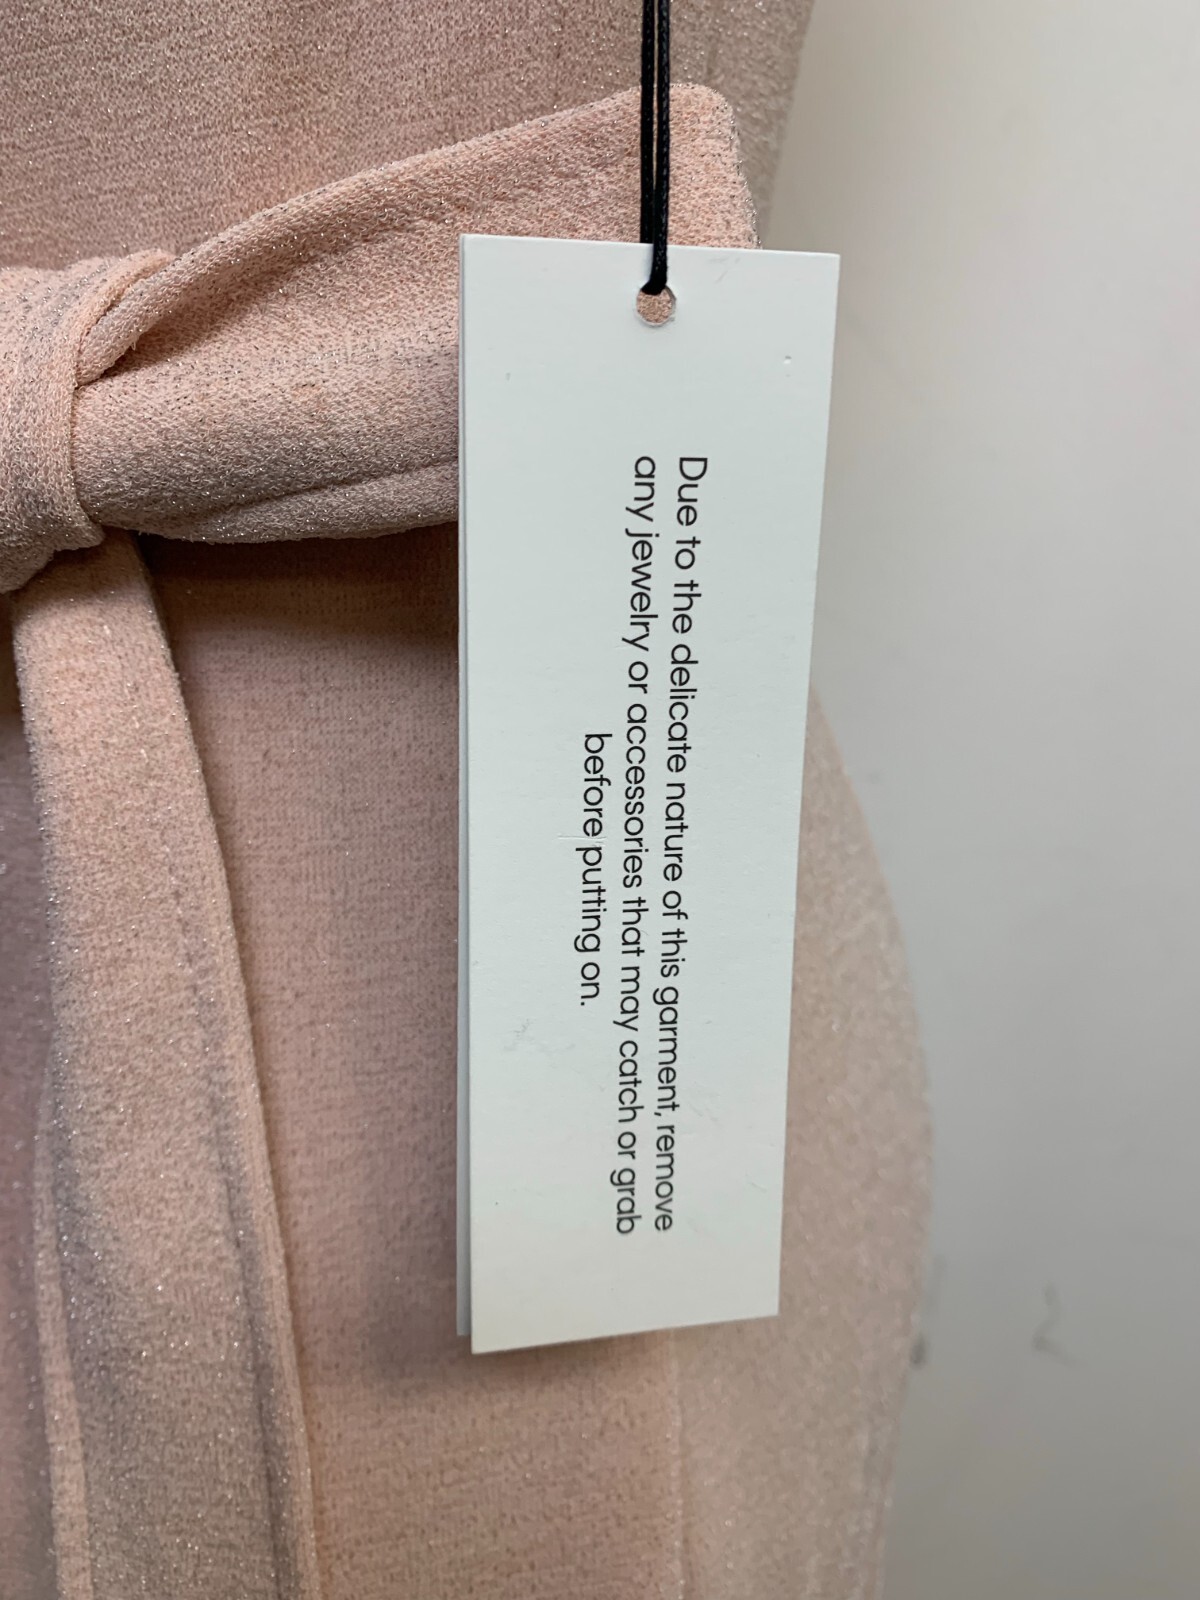 Due to the delicate nature of this garment, remove
any jewelry or accessories that may catch or grab
before putting on.